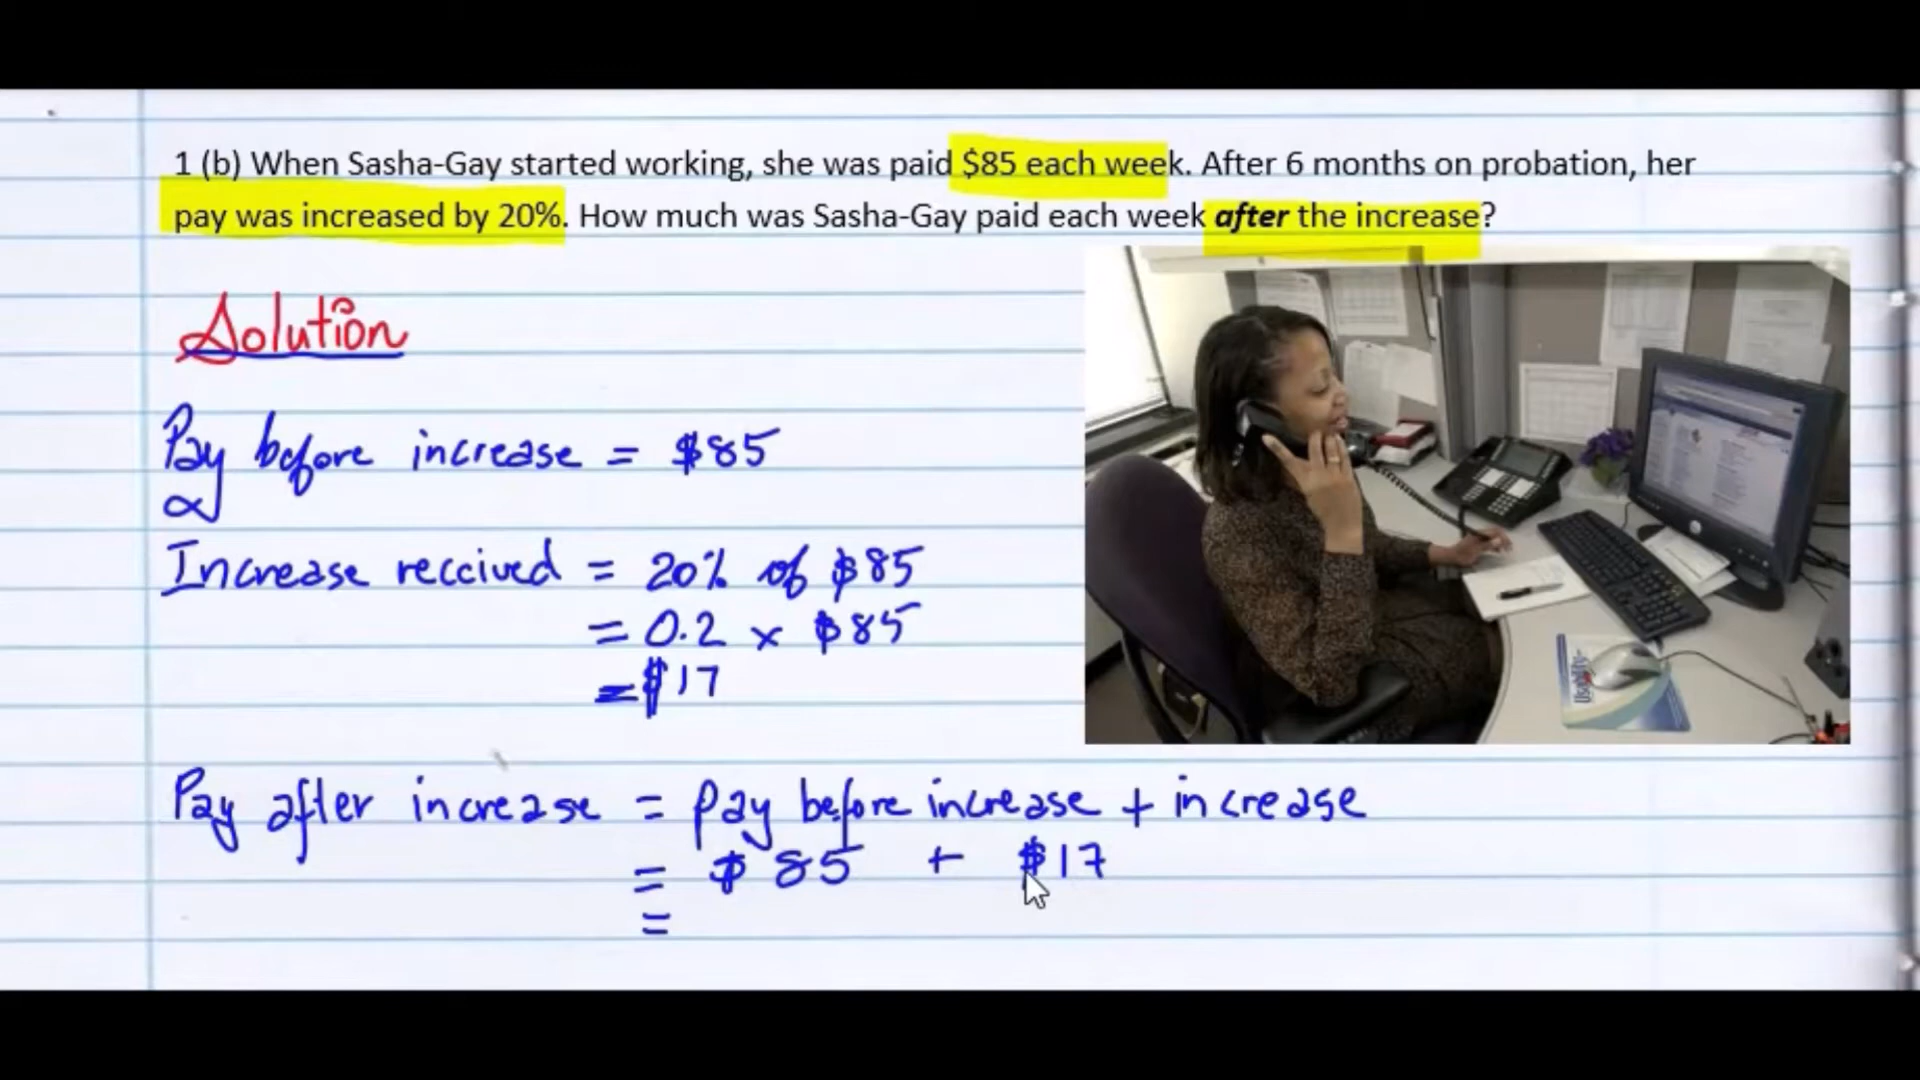 1 (b) When Sasha-Gay started working, she was paid $85 each week. After 6 months on probation, her
pay was increased by 20%. How much was Sasha-Gay paid each week after the increase?
Solution
Pay before increase = $85
Increase received = 20% of $85
= 0.2 x $85
= $17
Pay after increase = pay before increase + increase
= $ 85 + $17
=
Usability